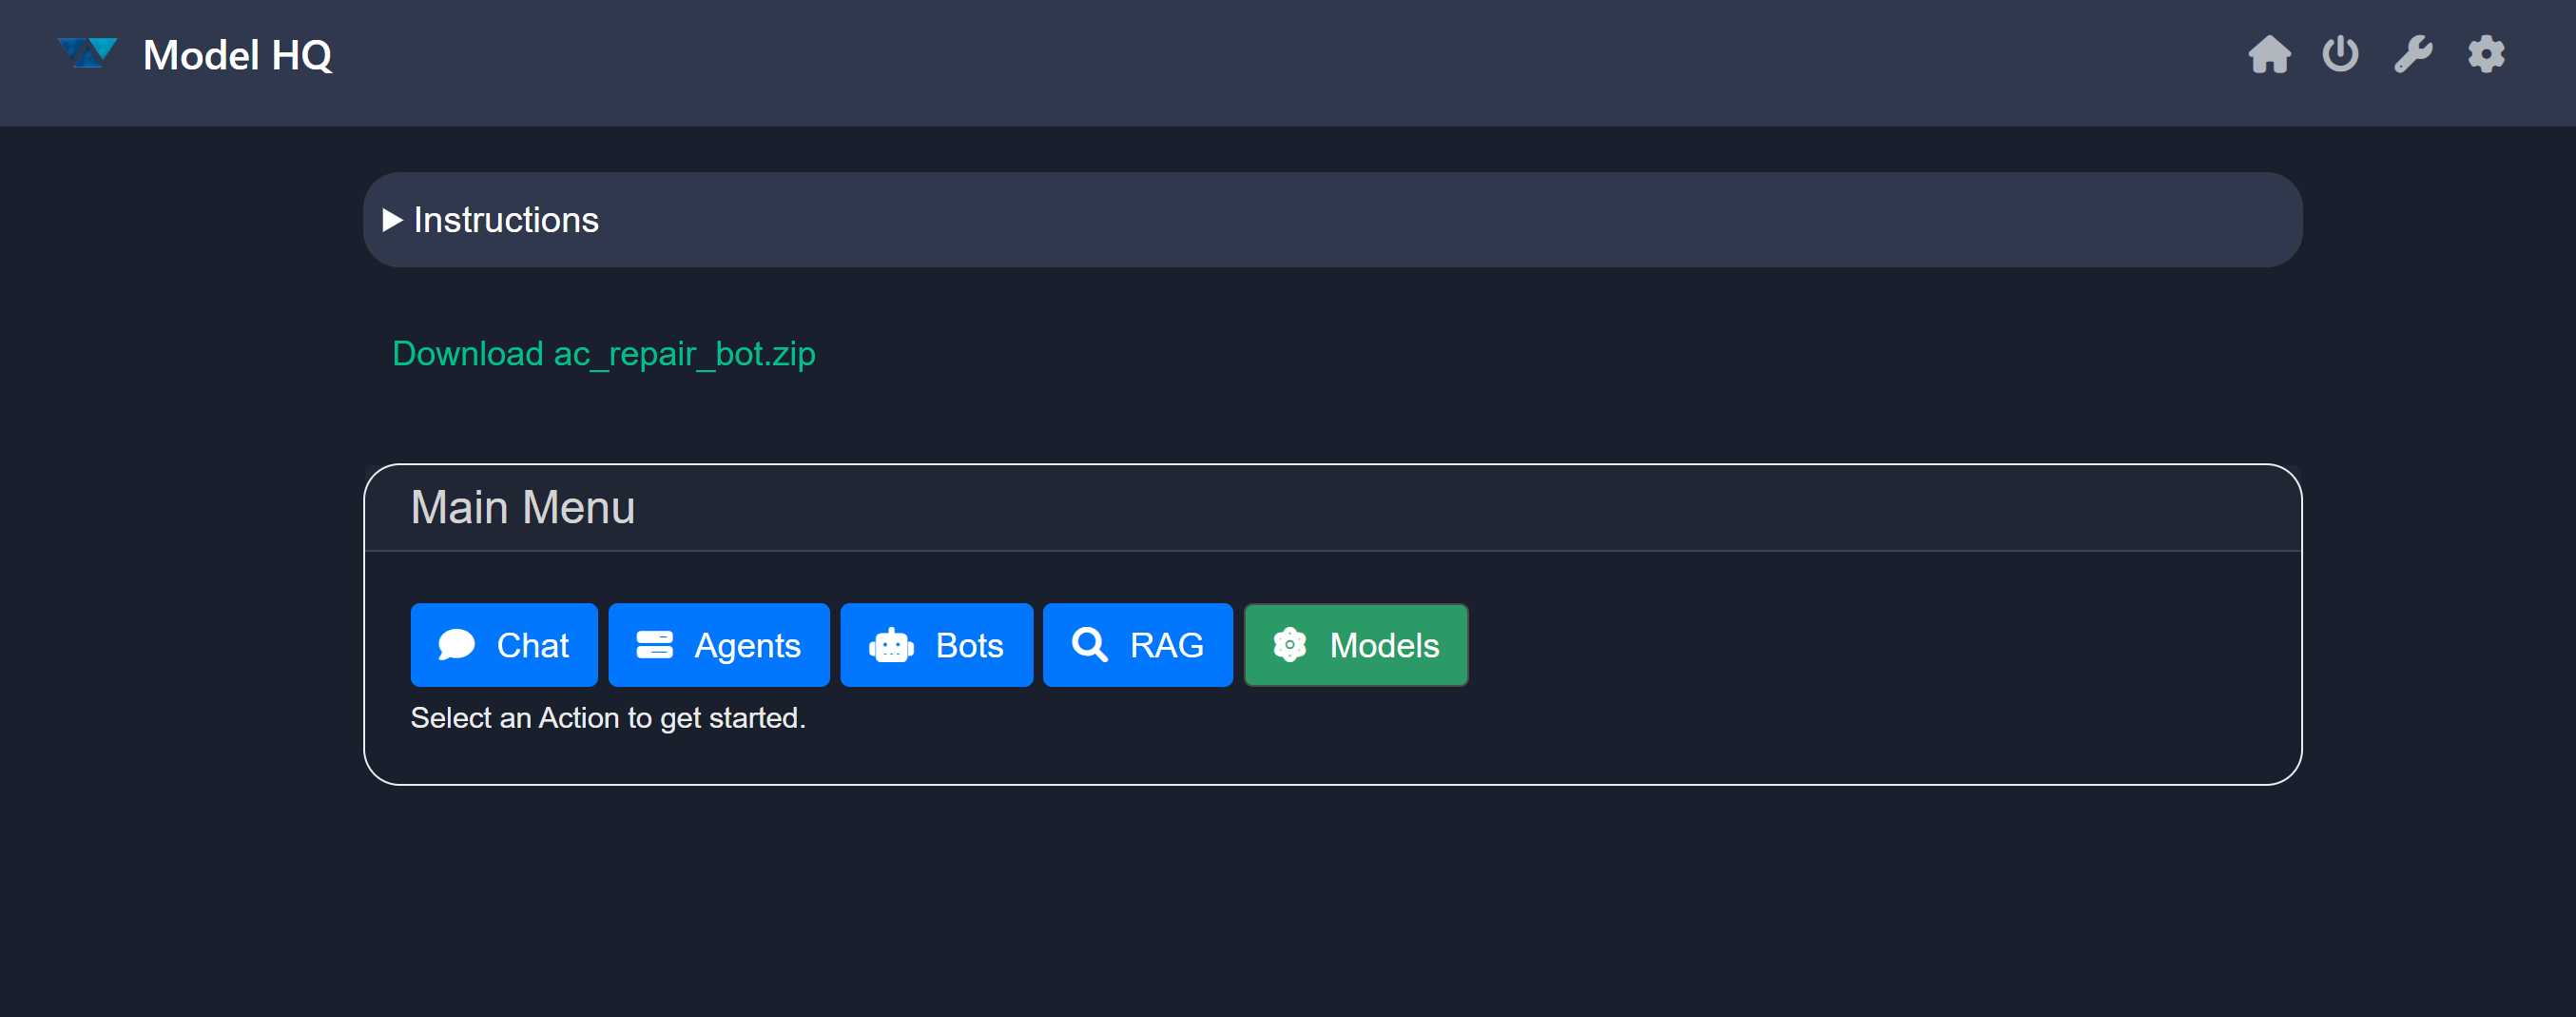 Model HQ
Instructions
Download ac_repair_bot.zip
Main Menu
Chat Agents Bots RAG Models
Select an Action to get started.